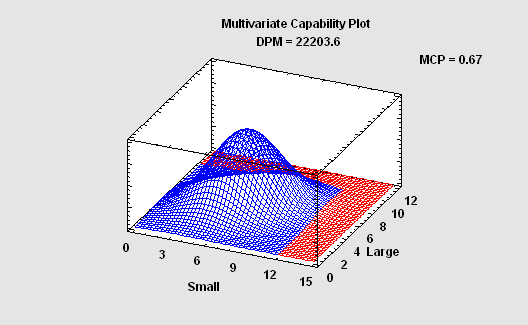 Multivariate Capability Plot
DPM = 22203.6
MCP = 0.67
0 3 6 9 12 15
Small
0 2 4 6 8 10 12
Large